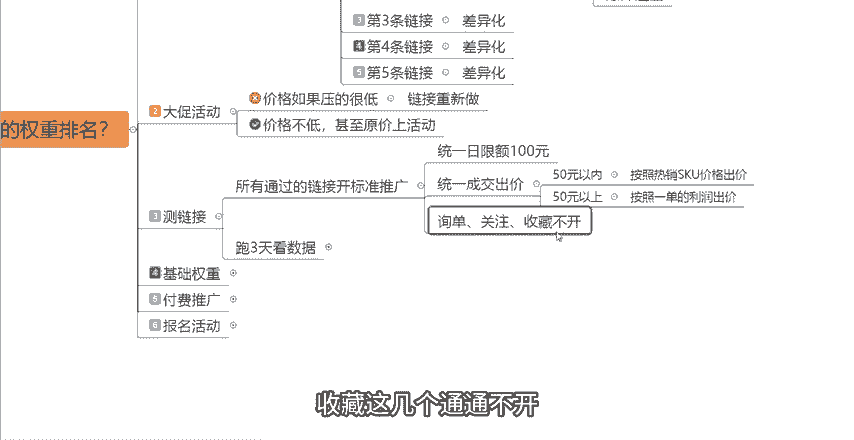 3 第3条链接 差异化
4 第4条链接 差异化
5 第5条链接 差异化
的权重排名?
2 大促活动
价格如果压的很低 链接重新做
价格不低,甚至原价上活动
3 测链接
所有通过的链接开标准推广
统一日限额100元
统一成交出价
50元以内 按照热销SKU价格出价
50元以上 按照一单的利润出价
询单、关注、收藏不开
跑3天看数据
4 基础权重
5 付费推广
6 报名活动
收藏这几个通通不开